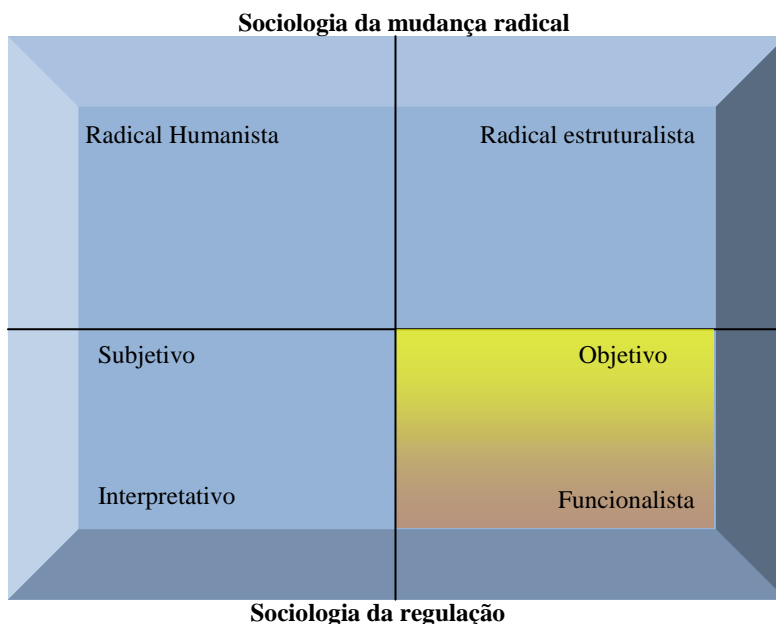 Sociologia da mudança radical
Radical Humanista
Radical estruturalista
Subjetivo
Objetivo
Interpretativo
Funcionalista
Sociologia da regulação